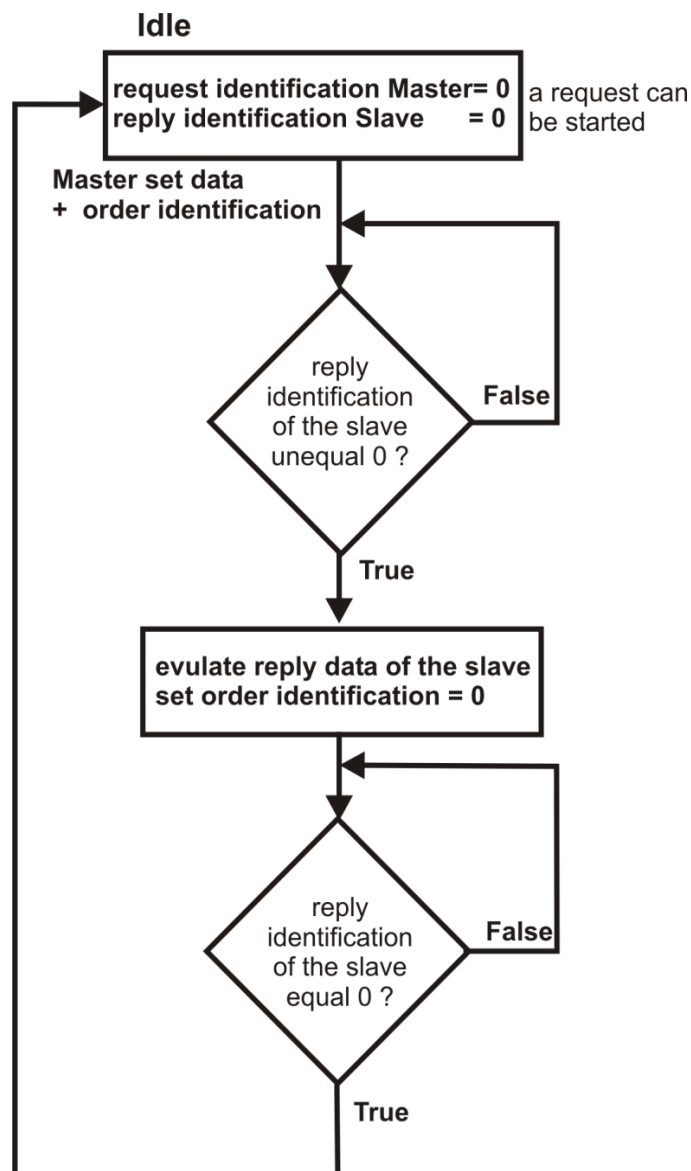 Idle
request identification Master= 0
reply identification Slave = 0
a request can
be started
Master set data
+ order identification
reply
identification
of the slave
unequal 0 ?
False
True
evulate reply data of the slave
set order identification = 0
reply
identification
of the slave
equal 0 ?
False
True